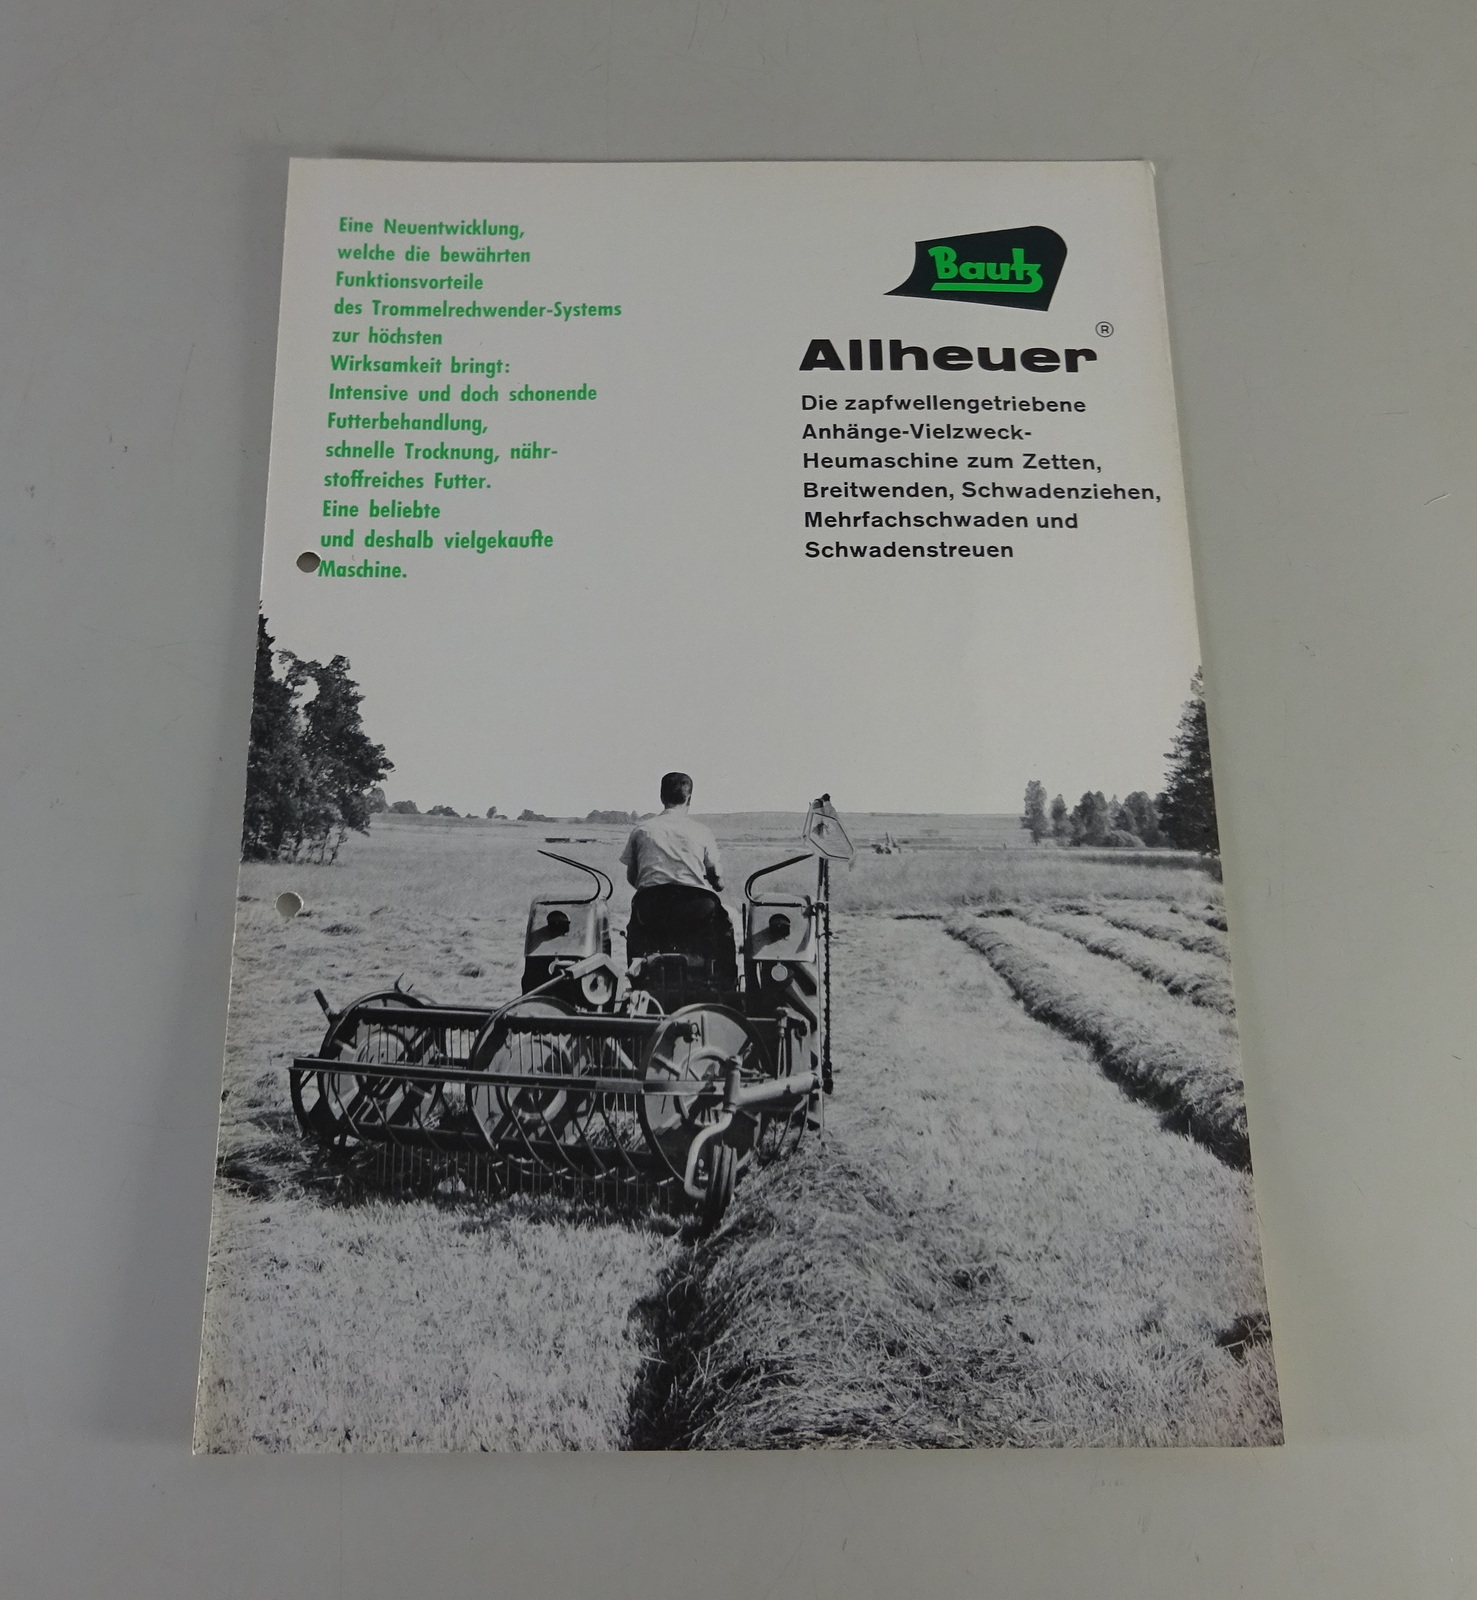 Eine Neuentwicklung,
welche die bewährten
Funktionsvorteile
des Trommelrechwender-Systems
zur höchsten
Wirksamkeit bringt:
Intensive und doch schonende
Futterbehandlung,
schnelle Trocknung, nähr-
stoffreiches Futter.
Eine beliebte
und deshalb vielgekaufte
Maschine.
Bautz
Allheuer®
Die zapfwellengetriebene
Anhänge-Vielzweck-
Heumaschine zum Zetten,
Breitwenden, Schwadenziehen,
Mehrfachschwaden und
Schwadenstreuen